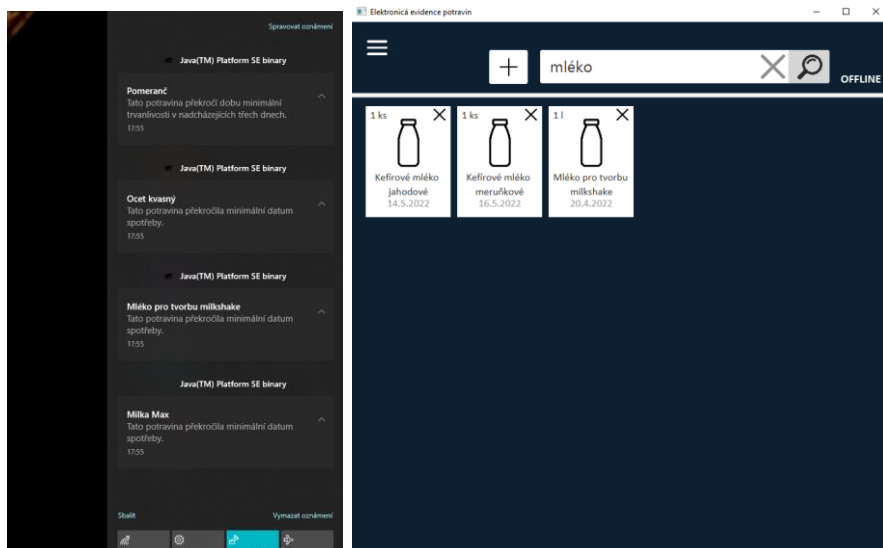 Spravovat oznámení
Java(TM) Platform SE binary
Pomeranč
Tato potravina překročí dobu minimální
trvanlivosti v nadcházejících třech dnech.
17:55
Java(TM) Platform SE binary
Ocet kvasný
Tato potravina překročila minimální datum
spotřeby.
17:55
Java(TM) Platform SE binary
Mléko pro tvorbu milkshake
Tato potravina překročila minimální datum
spotřeby.
17:55
Java(TM) Platform SE binary
Milka Max
Tato potravina překročila minimální datum
spotřeby.
17:55
Sbalit
Vymazat oznámení
Elektronicá evidence potravin
mléko
OFFLINE
1 ks
Kefírové mléko
jahodové
14.5.2022
1 ks
Kefírové mléko
meruňkové
16.5.2022
1 l
Mléko pro tvorbu
milkshake
20.4.2022